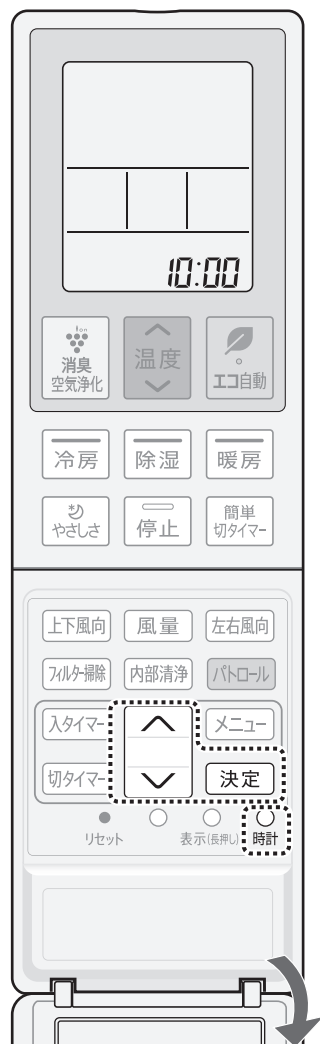 10:00
ion
消臭
空気浄化
温度
エコ自動
冷房
除湿
暖房
やさしさ
停止
簡単
切タイマー
上下風向
風量
左右風向
フィルター掃除
内部清浄
パトロール
入タイマー
メニュー
切タイマー
決定
リセット
表示(長押し)
時計